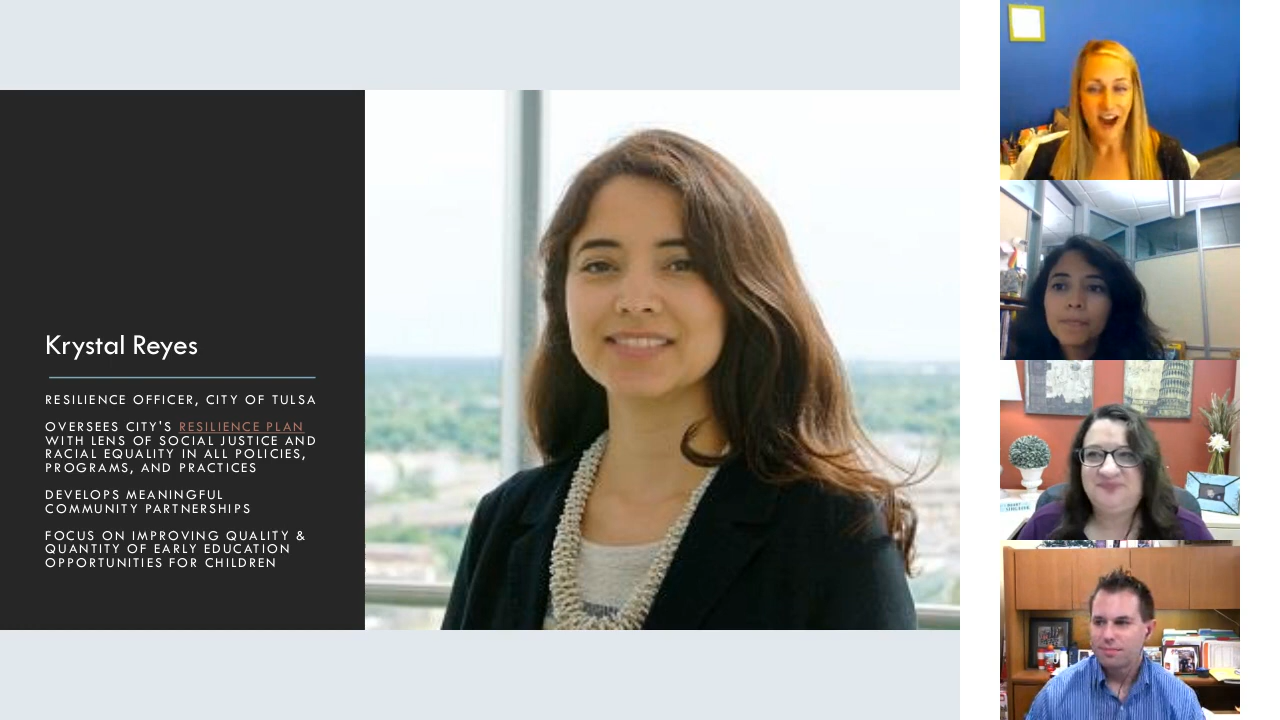 Krystal Reyes
RESILIENCE OFFICER, CITY OF TULSA
OVERSEES CITY'S RESILIENCE PLAN
WITH LENS OF SOCIAL JUSTICE AND
RACIAL EQUALITY IN ALL POLICIES,
PROGRAMS, AND PRACTICES
DEVELOPS MEANINGFUL
COMMUNITY PARTNERSHIPS
FOCUS ON IMPROVING QUALITY &
QUANTITY OF EARLY EDUCATION
OPPORTUNITIES FOR CHILDREN